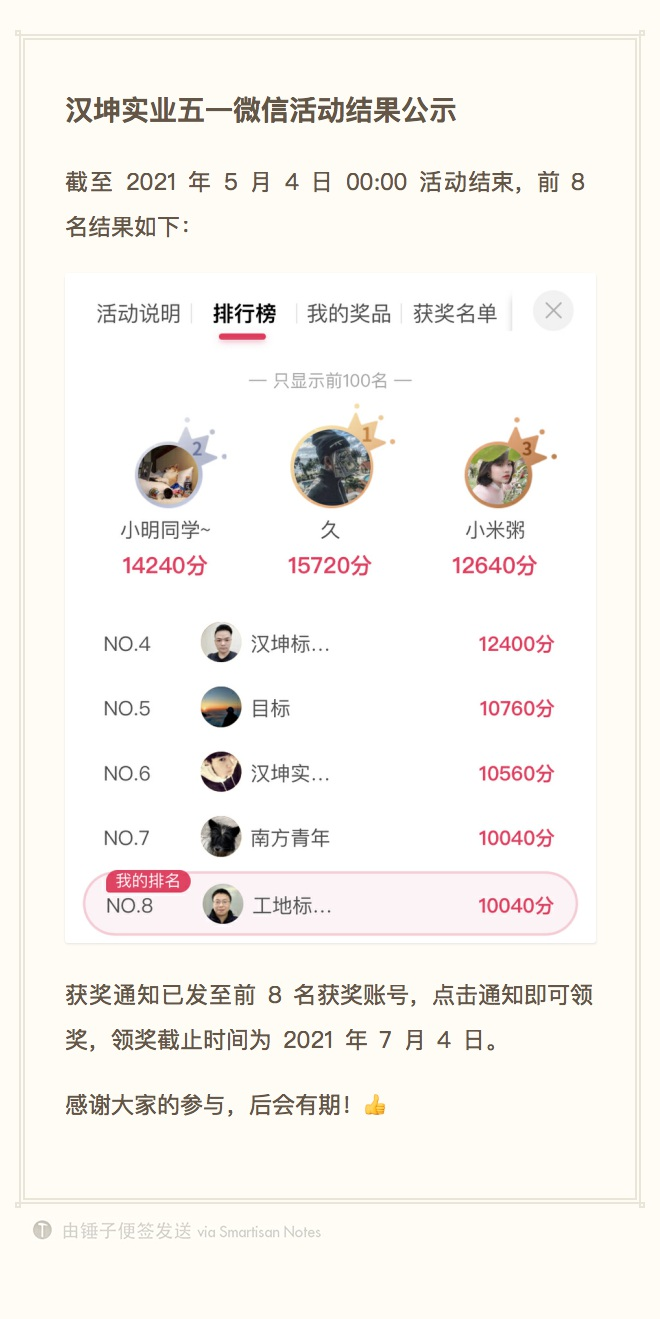 汉坤实业五一微信活动结果公示
截至 2021 年 5 月 4 日 00:00 活动结束，前 8
名结果如下：
活动说明 排行榜 我的奖品 获奖名单
— 只显示前100名 —
2 1 3
小明同学~ 久 小米粥
14240分 15720分 12640分
NO.4 汉坤标... 12400分
NO.5 目标 10760分
NO.6 汉坤实... 10560分
NO.7 南方青年 10040分
我的排名
NO.8 工地标... 10040分
获奖通知已发至前 8 名获奖账号，点击通知即可领
奖，领奖截止时间为 2021 年 7 月 4 日。
感谢大家的参与，后会有期！👍
T 由锤子便签发送 via Smartisan Notes